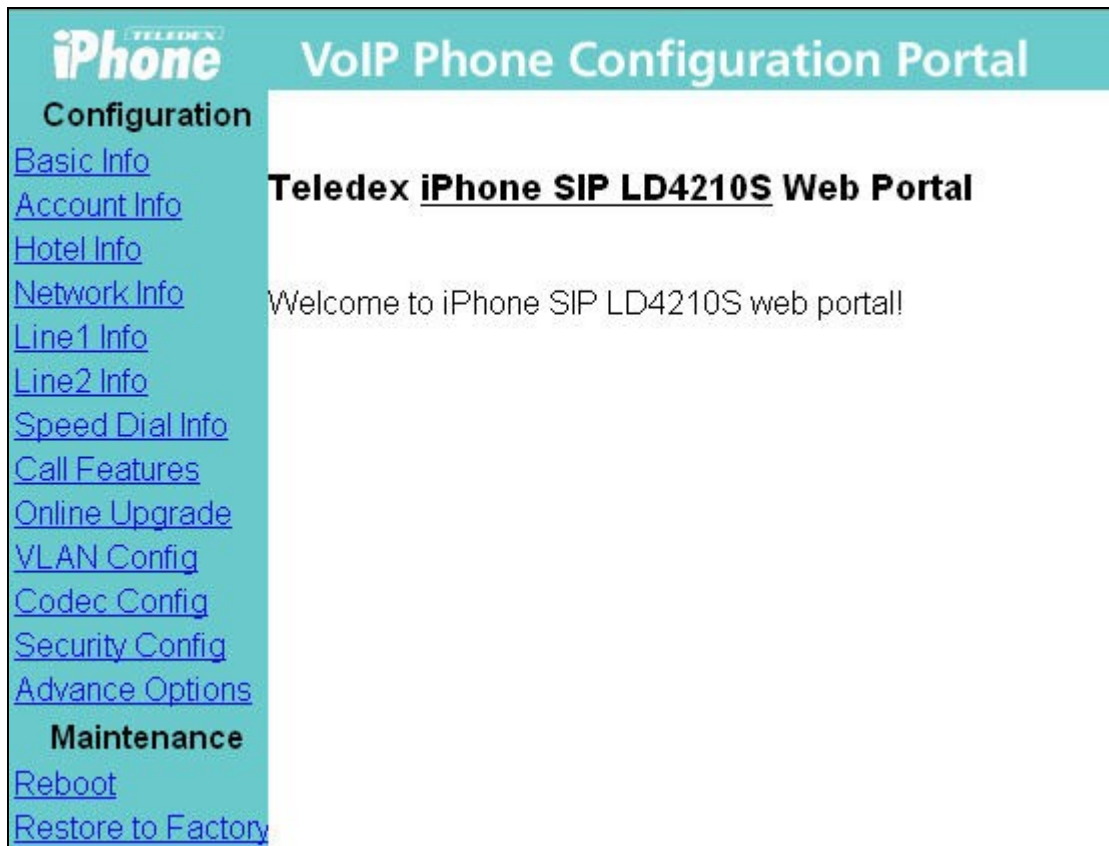 TELEDEX
iPhone
VoIP Phone Configuration Portal
Configuration
Basic Info
Account Info
Hotel Info
Network Info
Line1 Info
Line2 Info
Speed Dial Info
Call Features
Online Upgrade
VLAN Config
Codec Config
Security Config
Advance Options
Maintenance
Reboot
Restore to Factory
Teledex iPhone SIP LD4210S Web Portal
Welcome to iPhone SIP LD4210S web portal!